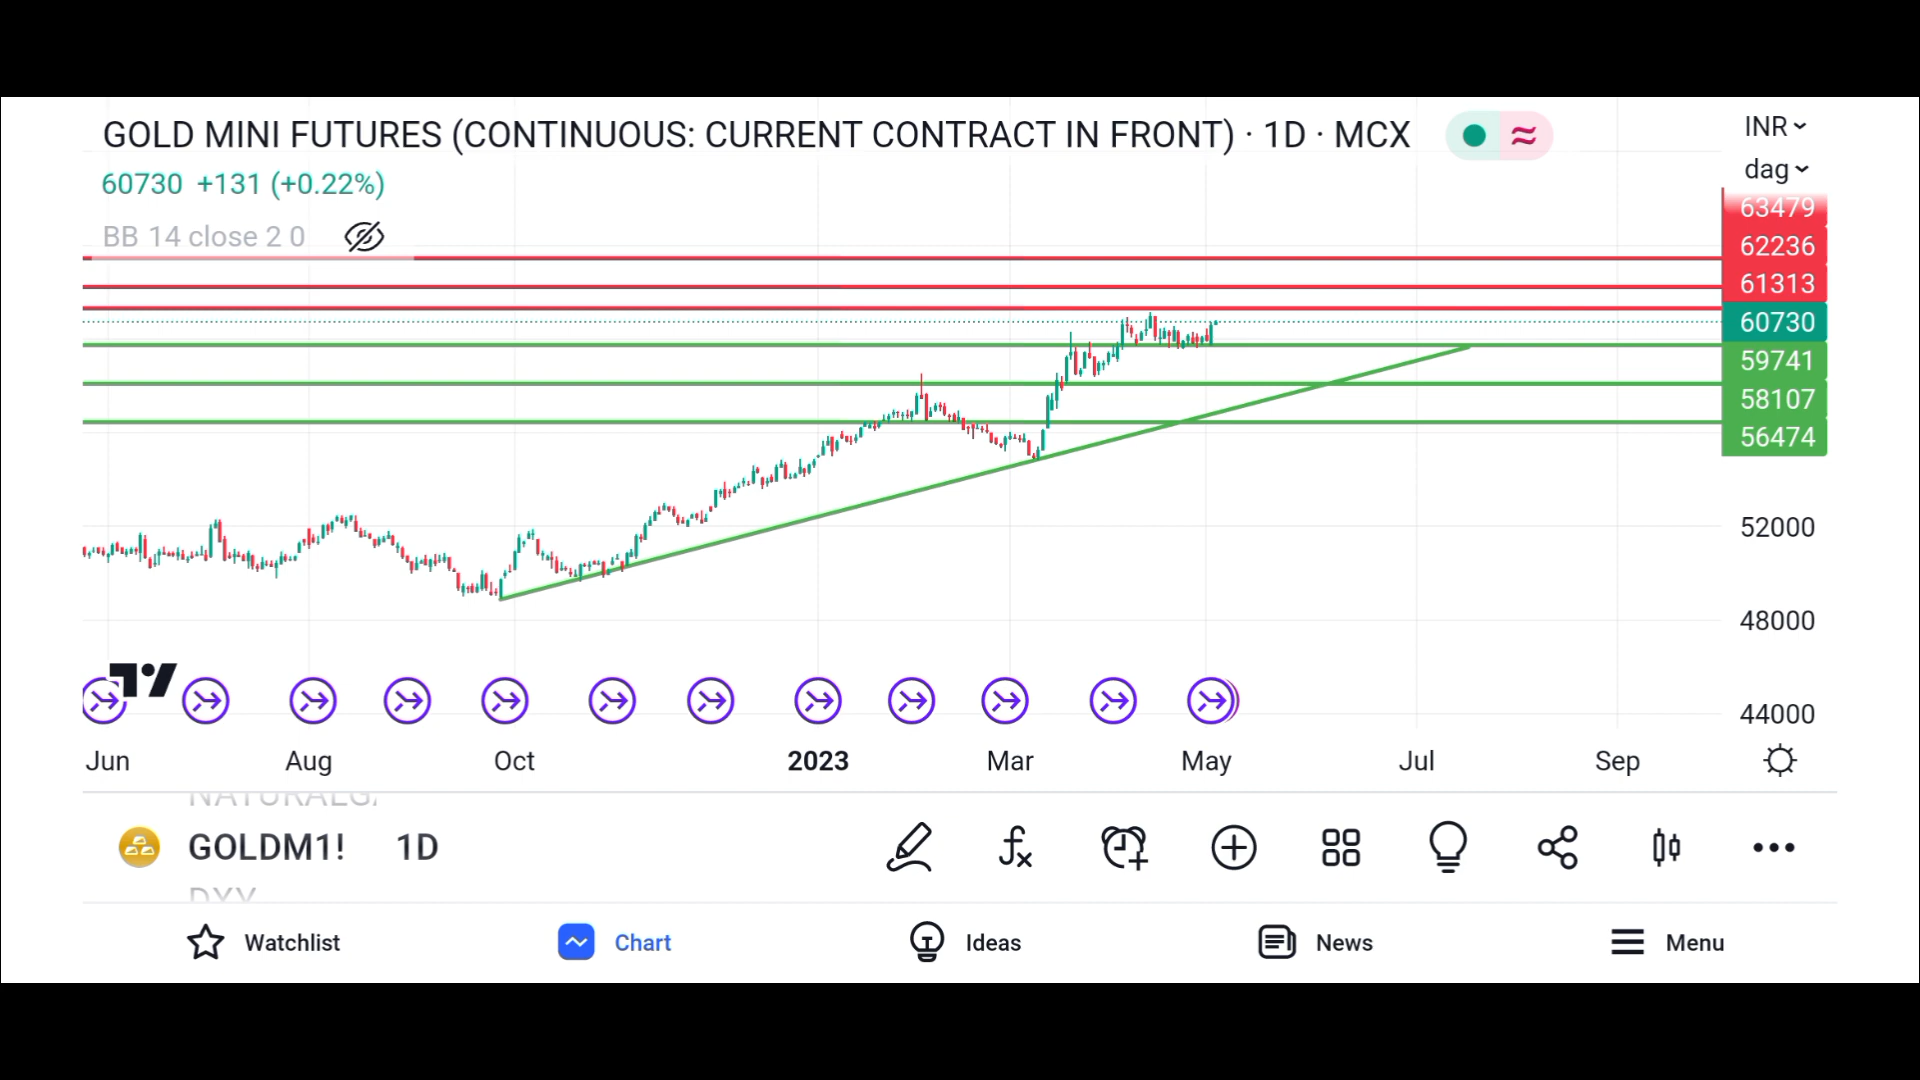 GOLD MINI FUTURES (CONTINUOUS: CURRENT CONTRACT IN FRONT) · 1D · MCX
INR
60730 +131 (+0.22%)
dag
BB 14 close 2 0
63479
62236
61313
60730
59741
58107
56474
52000
48000
44000
Jun Aug Oct 2023 Mar May Jul Sep
NATURALGA
GOLDM1! 1D
DXY
Watchlist Chart Ideas News Menu